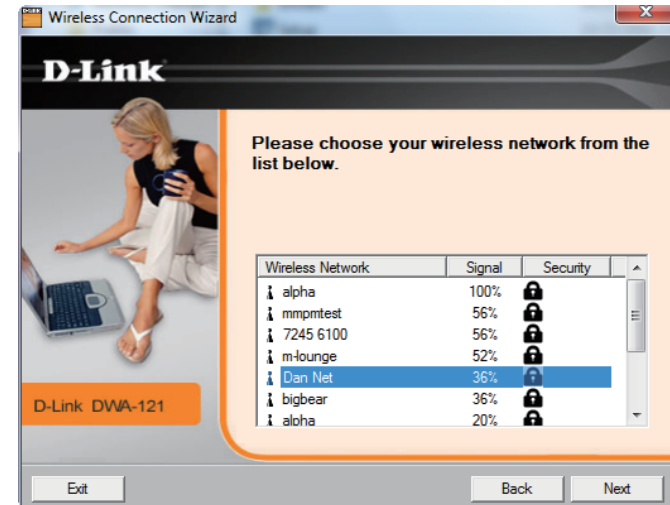 Wireless Connection Wizard
D-Link
Please choose your wireless network from the
list below.
Wireless Network Signal Security
alpha 100%
mmpmtest 56%
7245 6100 56%
m-lounge 52%
Dan Net 36%
bigbear 36%
alpha 20%
D-Link DWA-121
Exit Back Next